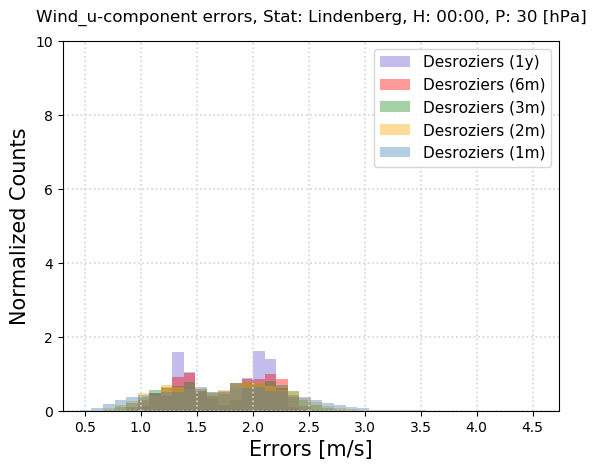 Wind_u-component errors, Stat: Lindenberg, H: 00:00, P: 30 [hPa]
Desroziers (1y)
Desroziers (6m)
Desroziers (3m)
Desroziers (2m)
Desroziers (1m)
Normalized Counts
10
8
6
4
2
0
0.5 1.0 1.5 2.0 2.5 3.0 3.5 4.0 4.5
Errors [m/s]